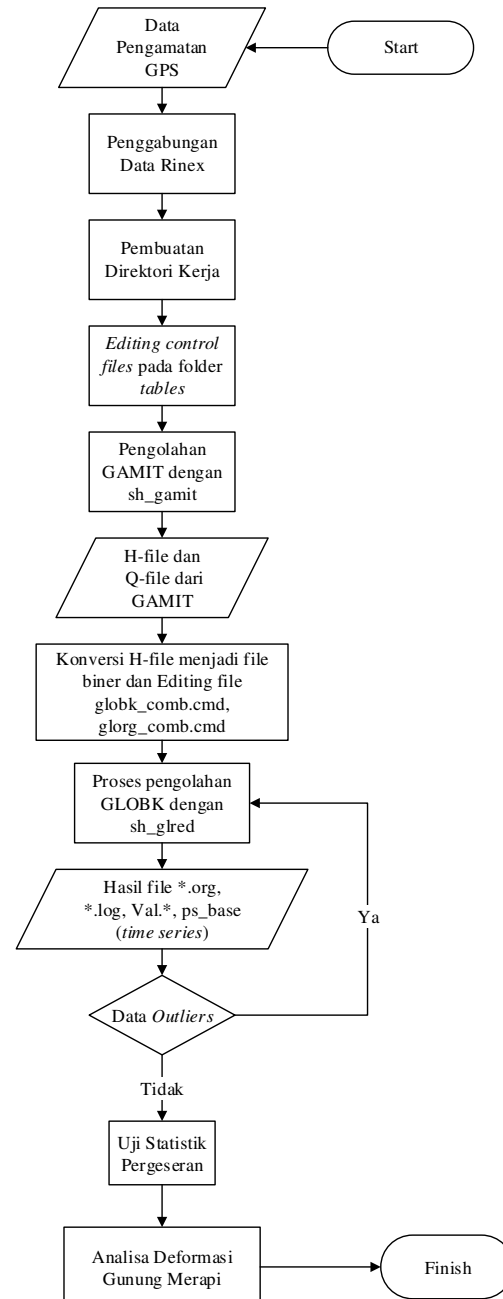 Start
Data
Pengamatan
GPS
Penggabungan
Data Rinex
Pembuatan
Direktori Kerja
Editing control
files pada folder
tables
Pengolahan
GAMIT dengan
sh_gamit
H-file dan
Q-file dari
GAMIT
Konversi H-file menjadi file
biner dan Editing file
globk_comb.cmd,
glorg_comb.cmd
Proses pengolahan
GLOBK dengan
sh_glred
Hasil file *.org,
*.log, Val.*, ps_base
(time series)
Ya
Data Outliers
Tidak
Uji Statistik
Pergeseran
Analisa Deformasi
Gunung Merapi
Finish